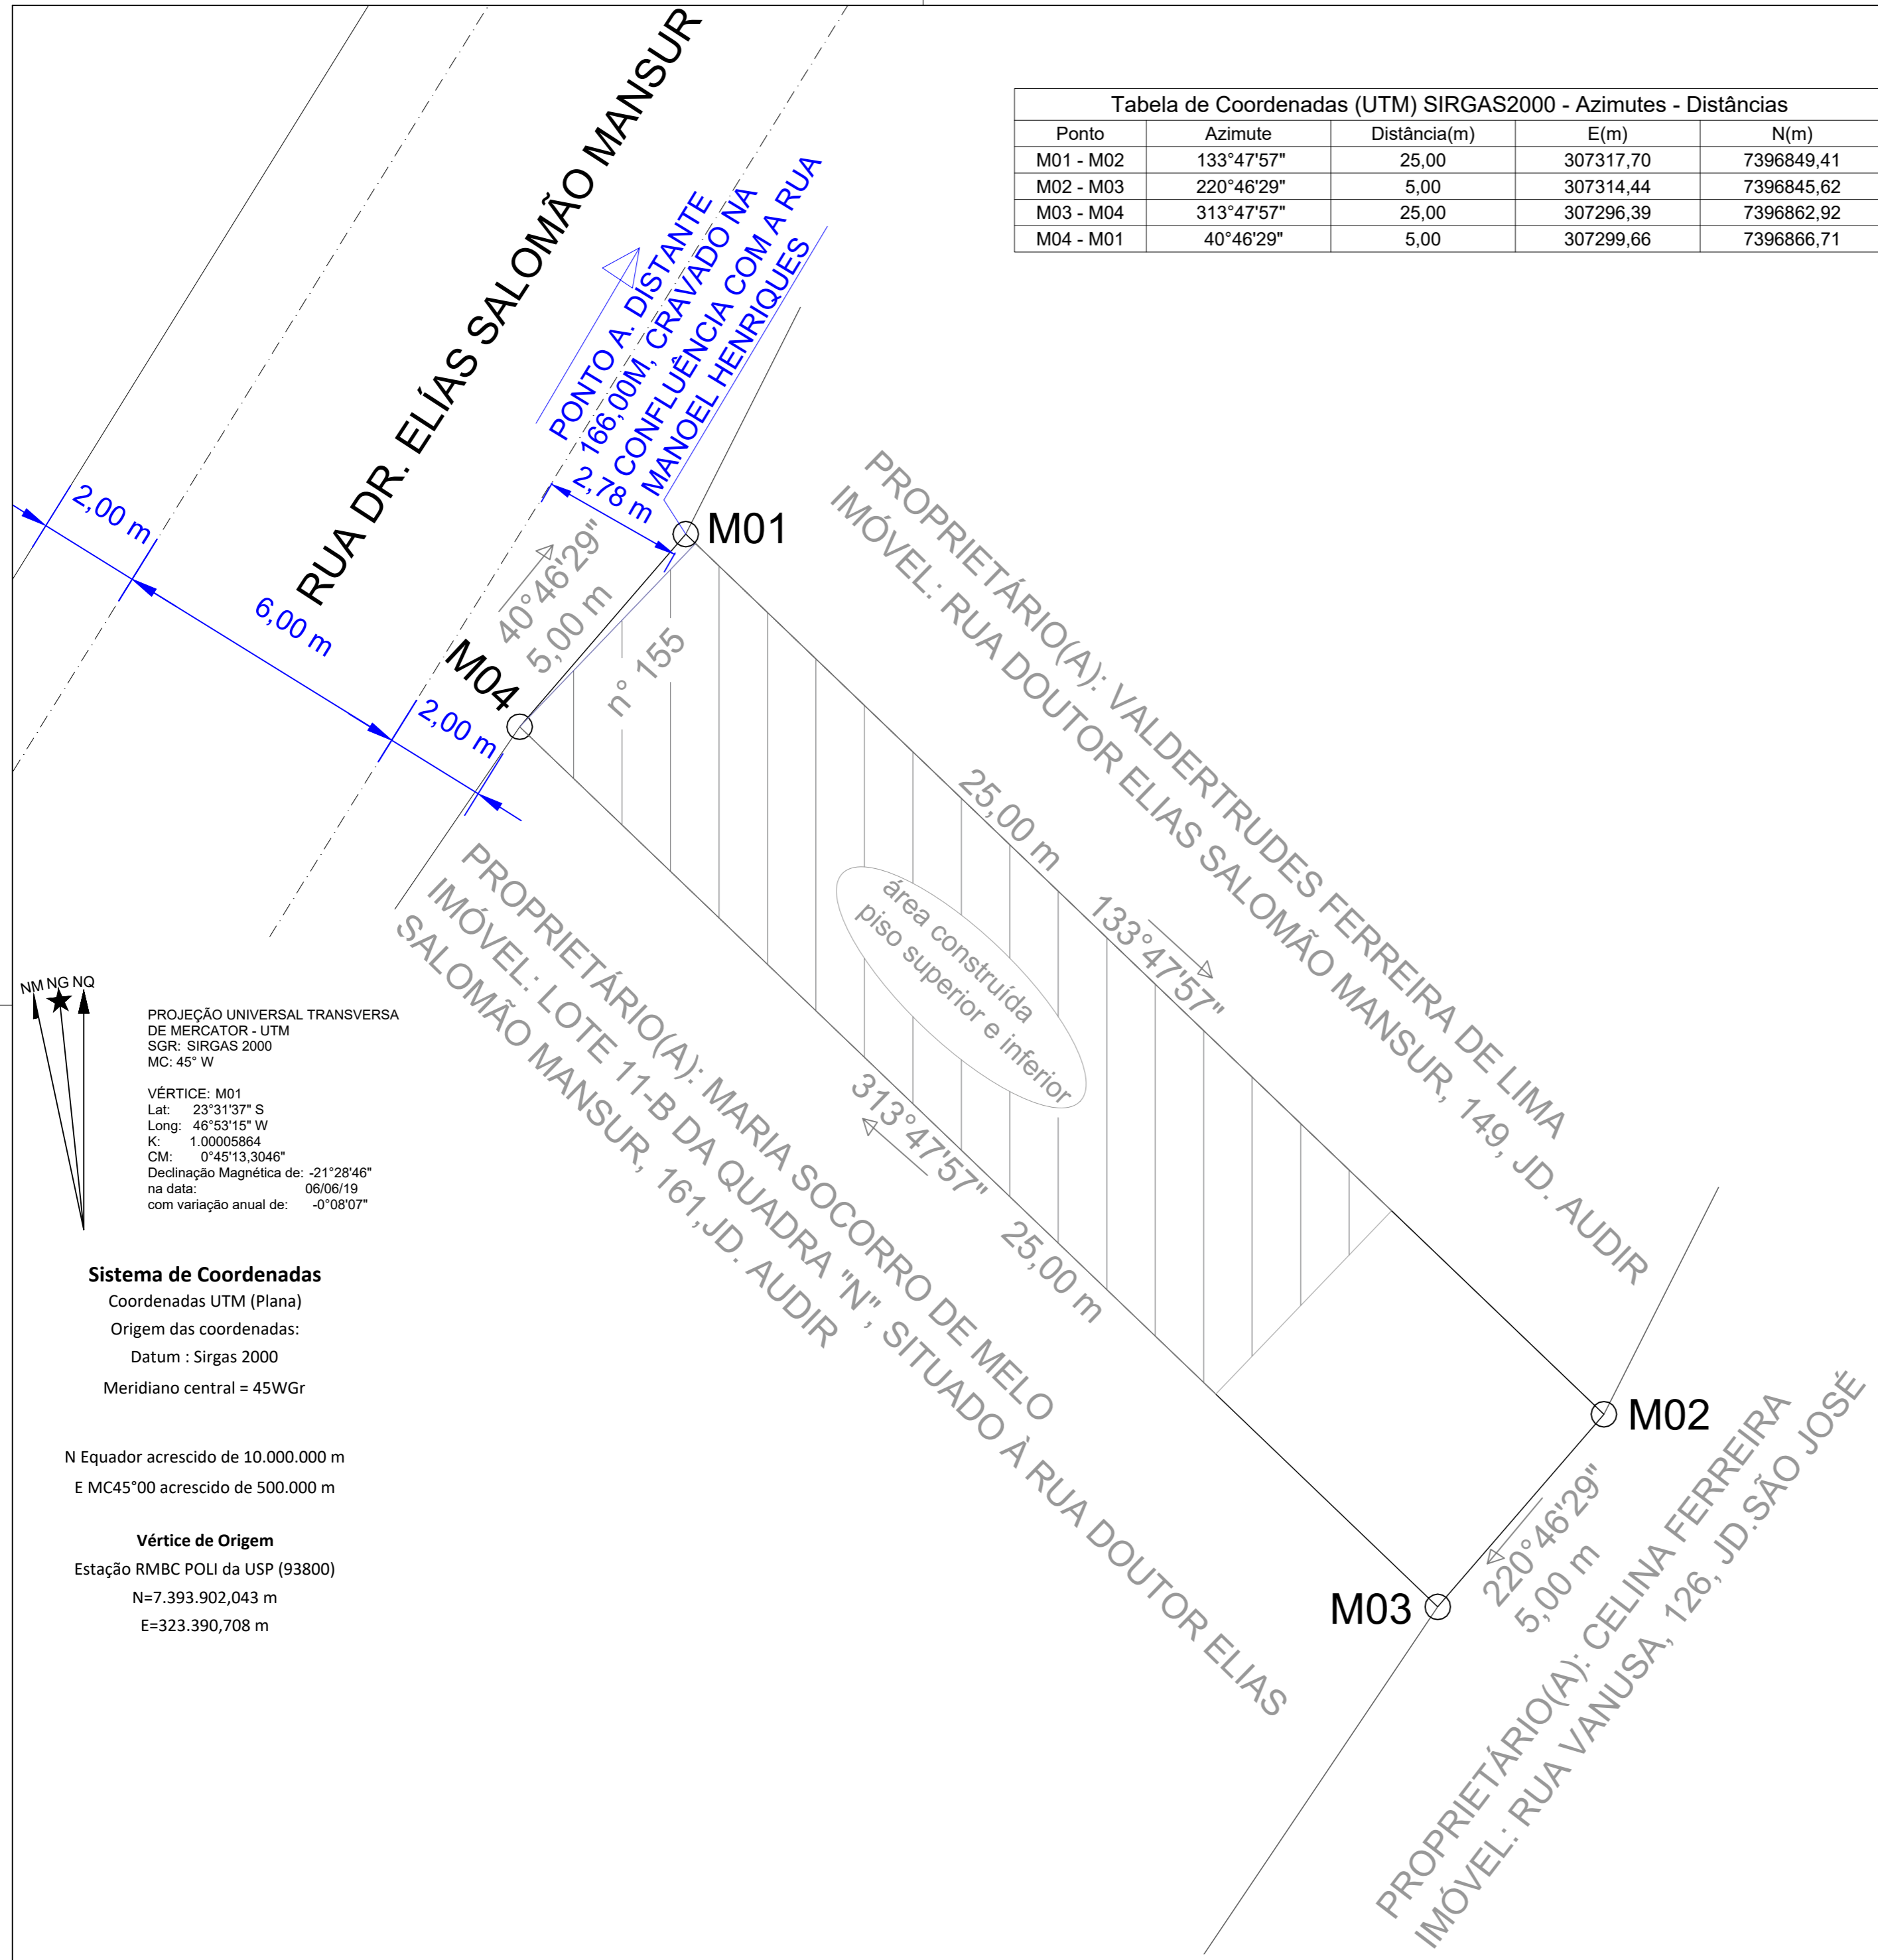 Tabela de Coordenadas (UTM) SIRGAS2000 - Azimutes - Distâncias
Ponto Azimute Distância(m) E(m) N(m)
M01 - M02 133°47'57" 25,00 307317,70 7396849,41
M02 - M03 220°46'29" 5,00 307314,44 7396845,62
M03 - M04 313°47'57" 25,00 307296,39 7396862,92
M04 - M01 40°46'29" 5,00 307299,66 7396866,71
RUA DR. ELÍAS SALOMÃO MANSUR
PONTO A. DISTANTE
166,00M, CRAVADO NA
CONFLUÊNCIA COM A RUA
MANOEL HENRIQUES
2,00 m
6,00 m
2,00 m
2,78 m
M01
40°46'29"
5,00 m
M04
n° 155
PROPRIETÁRIO(A): VALDERTRUDES FERREIRA DE LIMA
IMÓVEL: RUA DOUTOR ELIAS SALOMÃO MANSUR, 149, JD. AUDIR
25,00 m
133°47'57"
área construída
piso superior e inferior
313°47'57"
25,00 m
PROPRIETÁRIO(A): MARIA SOCORRO DE MELO
IMÓVEL: LOTE 11-B DA QUADRA "N", SITUADO À RUA DOUTOR ELIAS
SALOMÃO MANSUR, 161,JD. AUDIR
M02
220°46'29"
5,00 m
M03
PROPRIETÁRIO(A): CELINA FERREIRA
IMÓVEL: RUA VANUSA, 126, JD.SÃO JOSÉ
NM NG NQ
PROJEÇÃO UNIVERSAL TRANSVERSA
DE MERCATOR - UTM
SGR: SIRGAS 2000
MC: 45° W
VÉRTICE: M01
Lat: 23°31'37" S
Long: 46°53'15" W
K: 1.00005864
CM: 0°45'13,3046"
Declinação Magnética de: -21°28'46"
na data: 06/06/19
com variação anual de: -0°08'07"
Sistema de Coordenadas
Coordenadas UTM (Plana)
Origem das coordenadas:
Datum : Sirgas 2000
Meridiano central = 45WGr
N Equador acrescido de 10.000.000 m
E MC45°00 acrescido de 500.000 m
Vértice de Origem
Estação RMBC POLI da USP (93800)
N=7.393.902,043 m
E=323.390,708 m